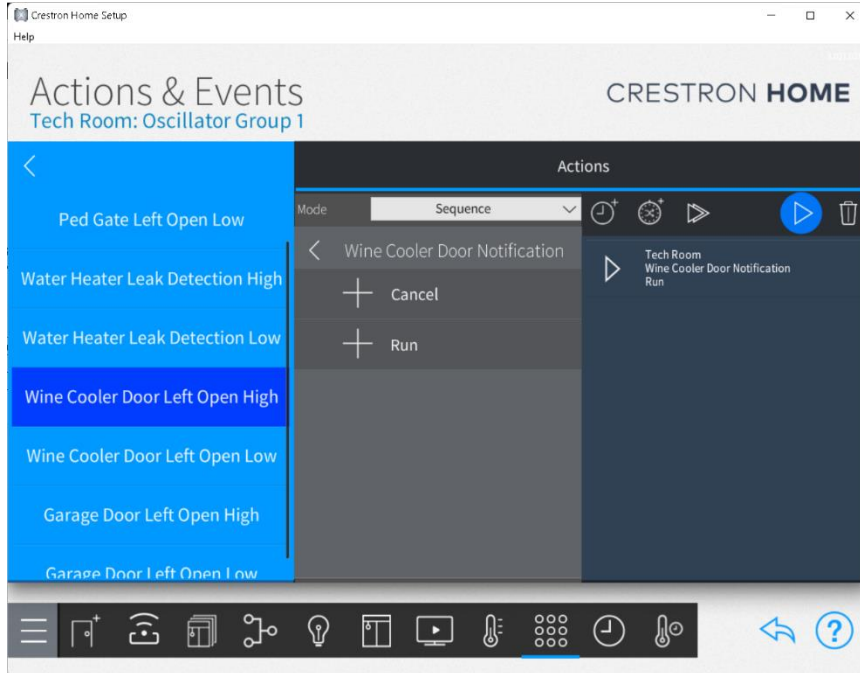 Crestron Home Setup
Help
Actions & Events
CRESTRON HOME
Tech Room: Oscillator Group 1
Actions
Ped Gate Left Open Low
Water Heater Leak Detection High
Water Heater Leak Detection Low
Wine Cooler Door Left Open High
Wine Cooler Door Left Open Low
Garage Door Left Open High
Garage Door Left Open Low
Mode
Sequence
Wine Cooler Door Notification
Cancel
Run
Tech Room
Wine Cooler Door Notification
Run
?